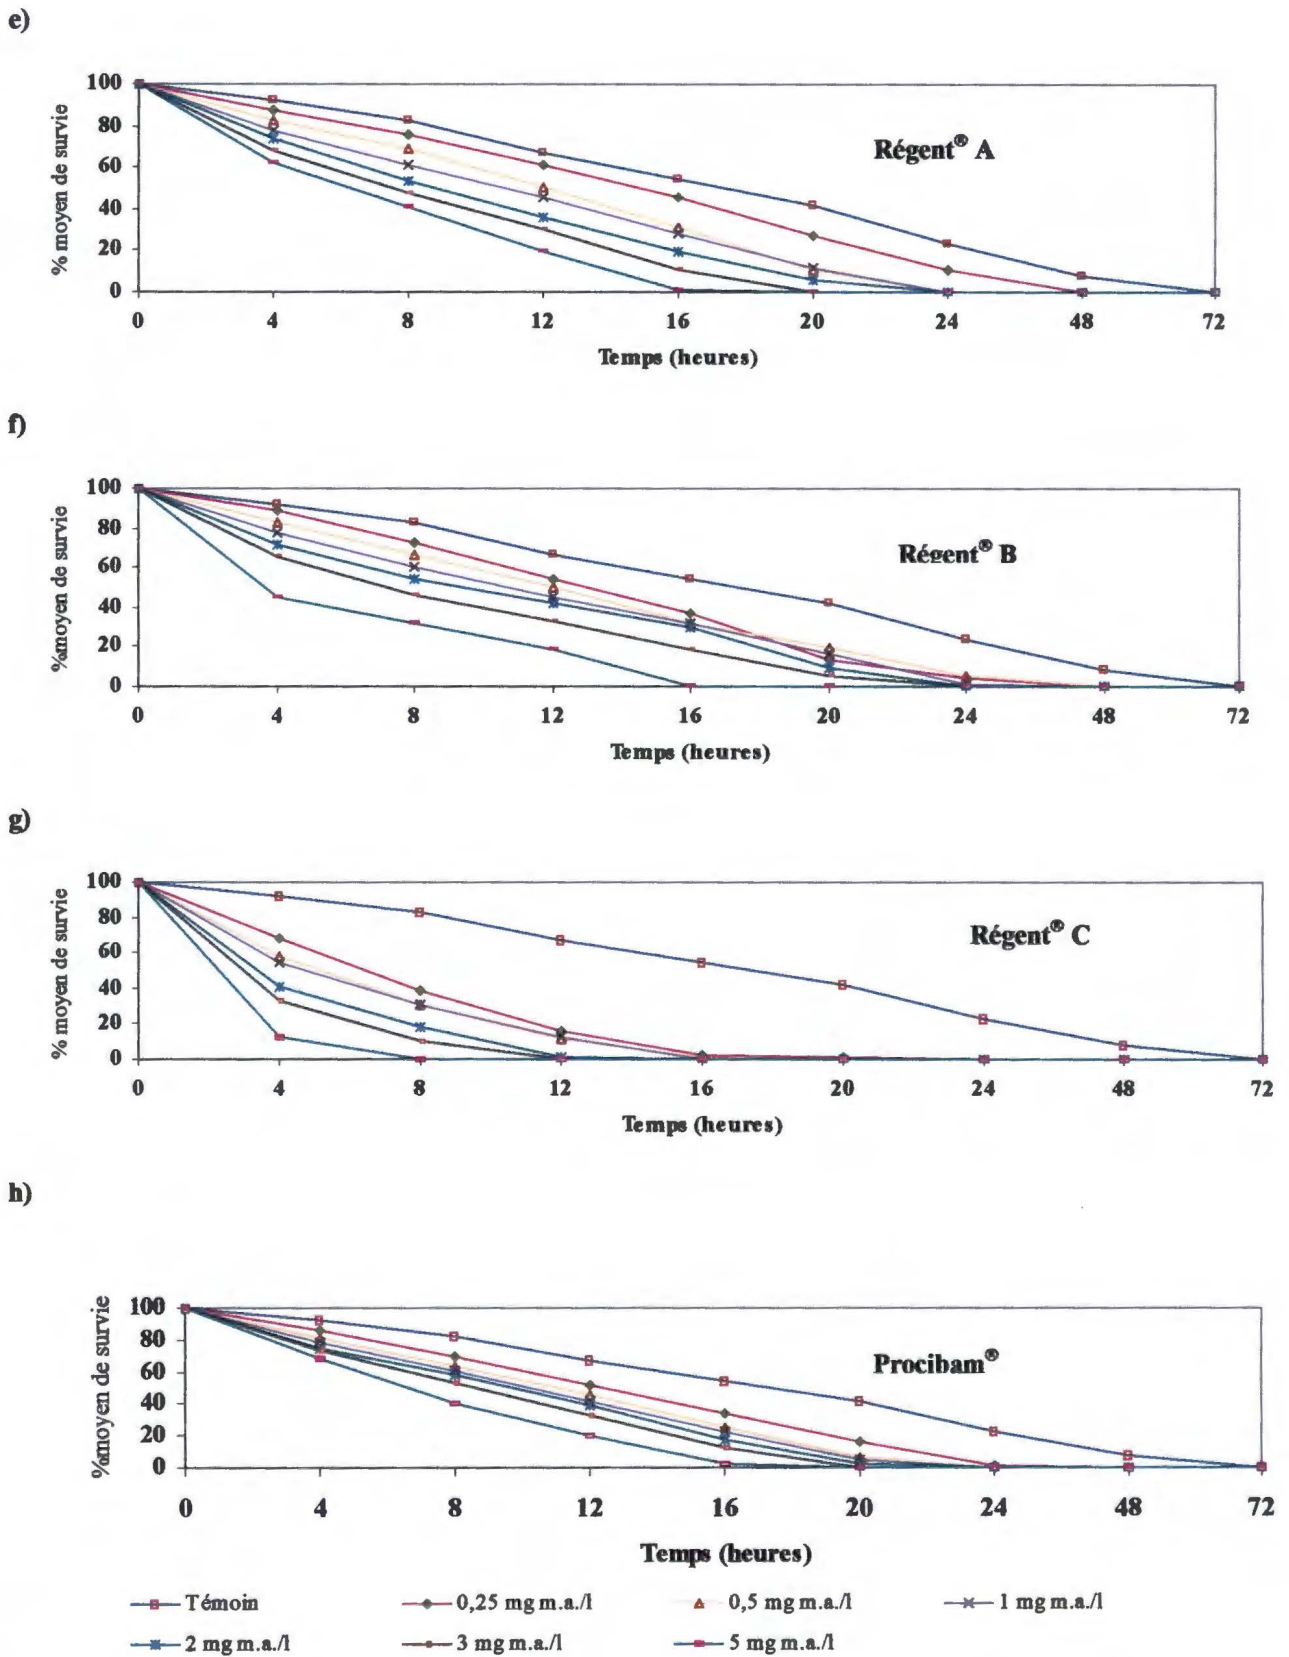 e)
100
80
60
40
20
0
% moyen de survie
Régent® A
0 4 8 12 16 20 24 48 72
Temps (heures)
f)
100
80
60
40
20
0
%moyen de survie
Régent® B
0 4 8 12 16 20 24 48 72
Temps (heures)
g)
100
80
60
40
20
0
% moyen de survie
Régent® C
0 4 8 12 16 20 24 48 72
Temps (heures)
h)
100
80
60
40
20
0
%moyen de survie
Procibam®
0 4 8 12 16 20 24 48 72
Temps (heures)
Témoin 0,25 mg m.a./l 0,5 mg m.a./l 1 mg m.a./l
2 mg m.a./l 3 mg m.a./l 5 mg m.a./l